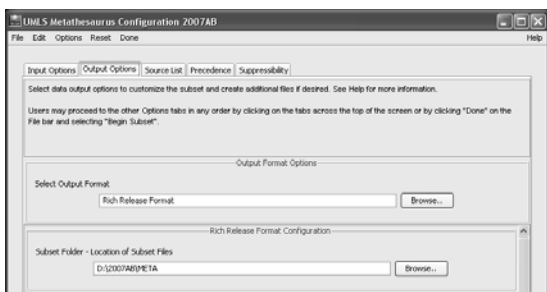 UMLS Metathesaurus Configuration 2007AB
File Edit Options Reset Done Help
Input Options Output Options Source List Precedence Suppressibility
Select data output options to customize the subset and create additional files if desired. See Help for more information.
Users may proceed to the other Options tabs in any order by clicking on the tabs across the top of the screen or by clicking "Done" on the
File bar and selecting "Begin Subset".
Output Format Options
Select Output Format
Rich Release Format Browse...
Rich Release Format Configuration
Subset Folder - Location of Subset Files
D:\2007AB\META Browse...